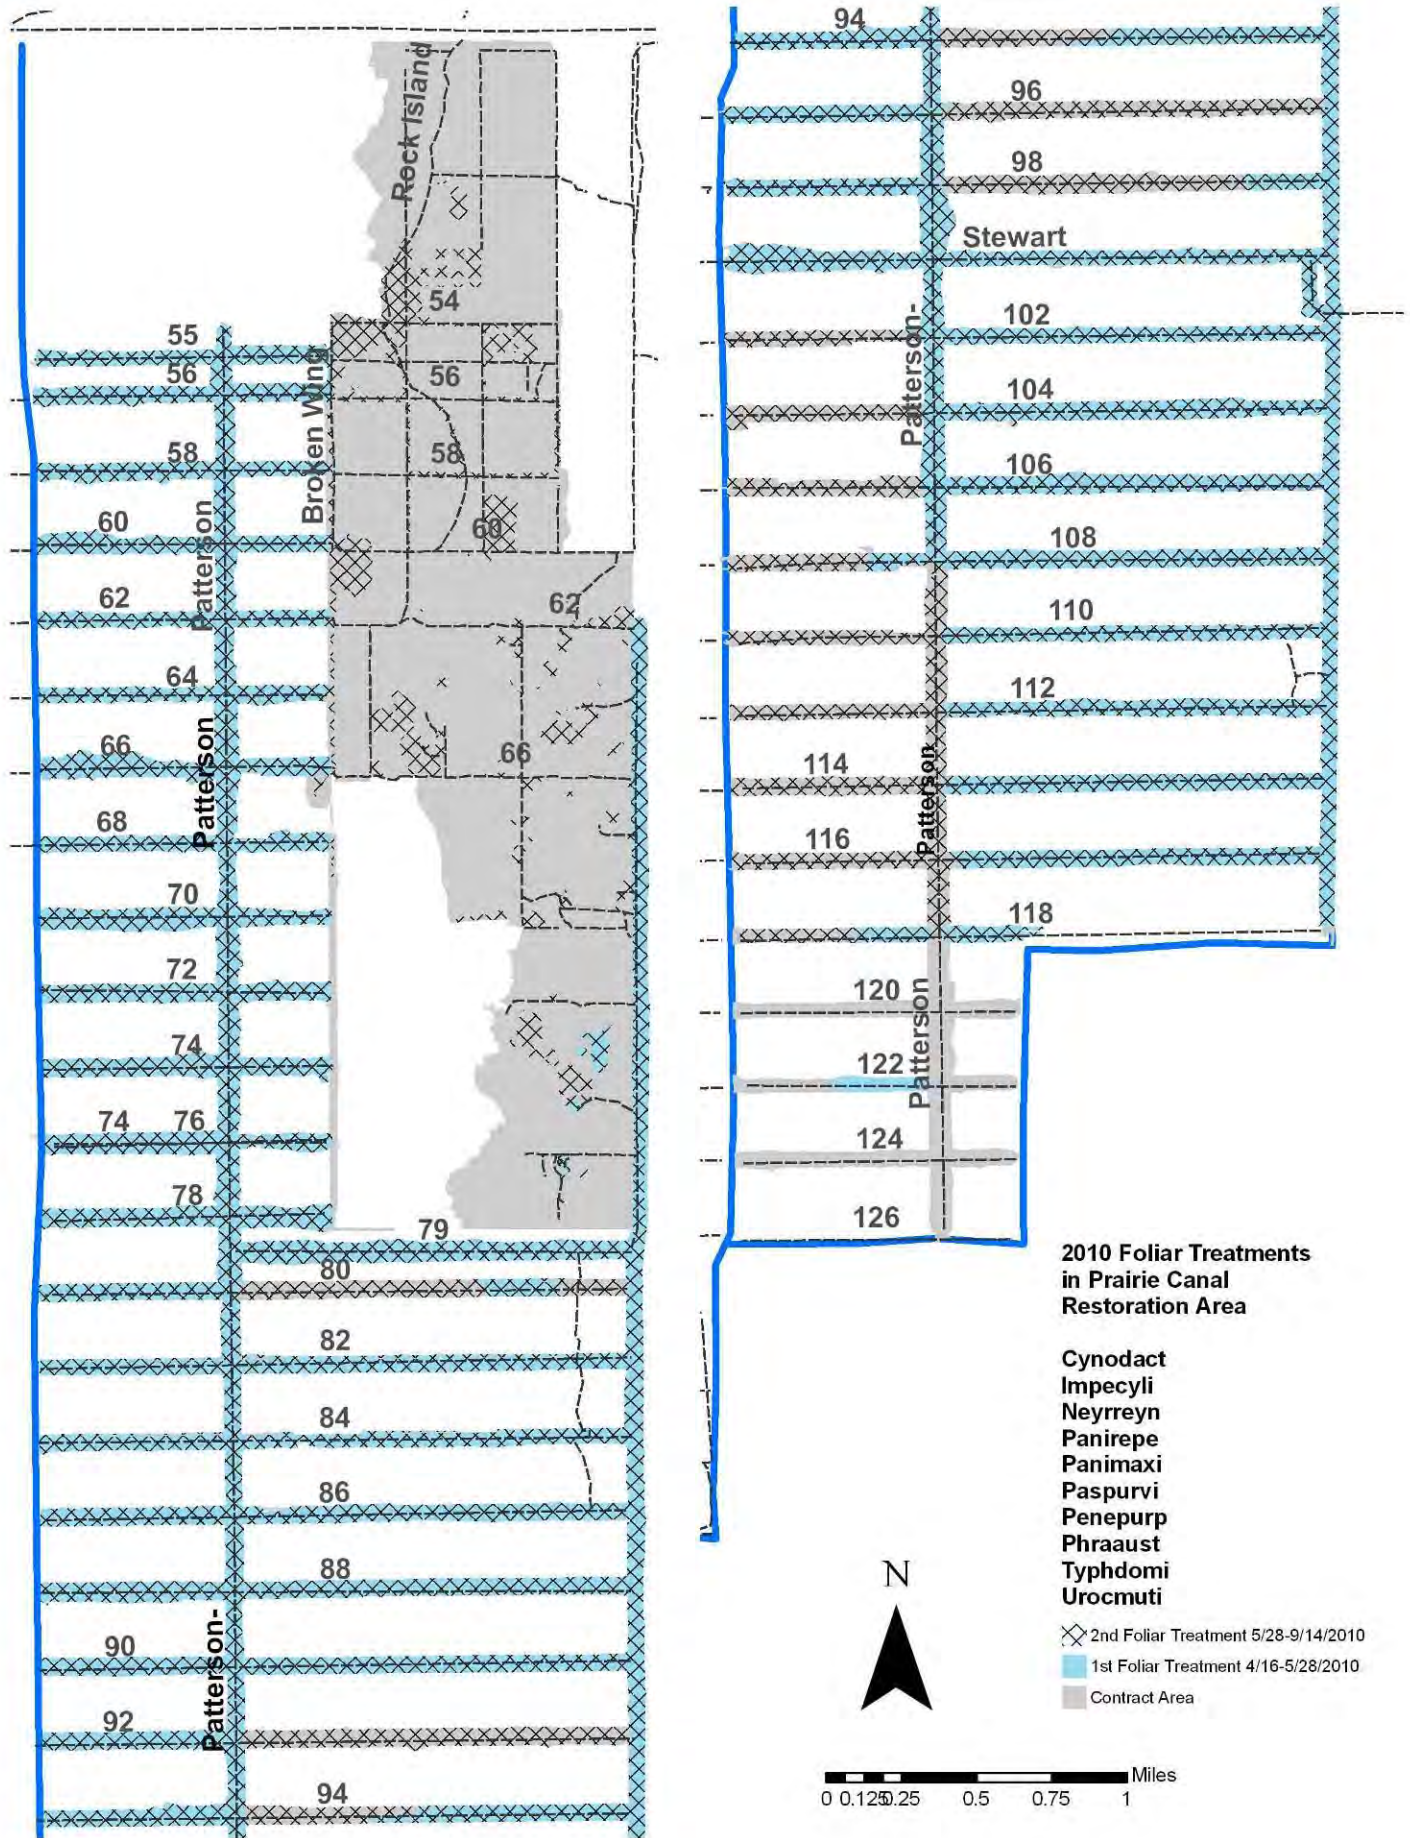 Rock Island
54
55
56
56
Broken Wing
58
58
60
60
Patterson
62
62
64
66
66
Patterson
68
70
72
74
74
76
78
79
80
82
84
86
88
90
92
Patterson-
94
94
96
98
Stewart
102
Patterson-
104
106
108
110
112
114
Patterson
116
118
120
122
Patterson
124
126
2010 Foliar Treatments
in Prairie Canal
Restoration Area
Cynodact
Impecyli
Neyrreyn
Panirepe
Panimaxi
Paspurvi
Penepurp
Phraaust
Typhdomi
Urocmuti
2nd Foliar Treatment 5/28-9/14/2010
1st Foliar Treatment 4/16-5/28/2010
Contract Area
N
Miles
0 0.125 0.25 0.5 0.75 1